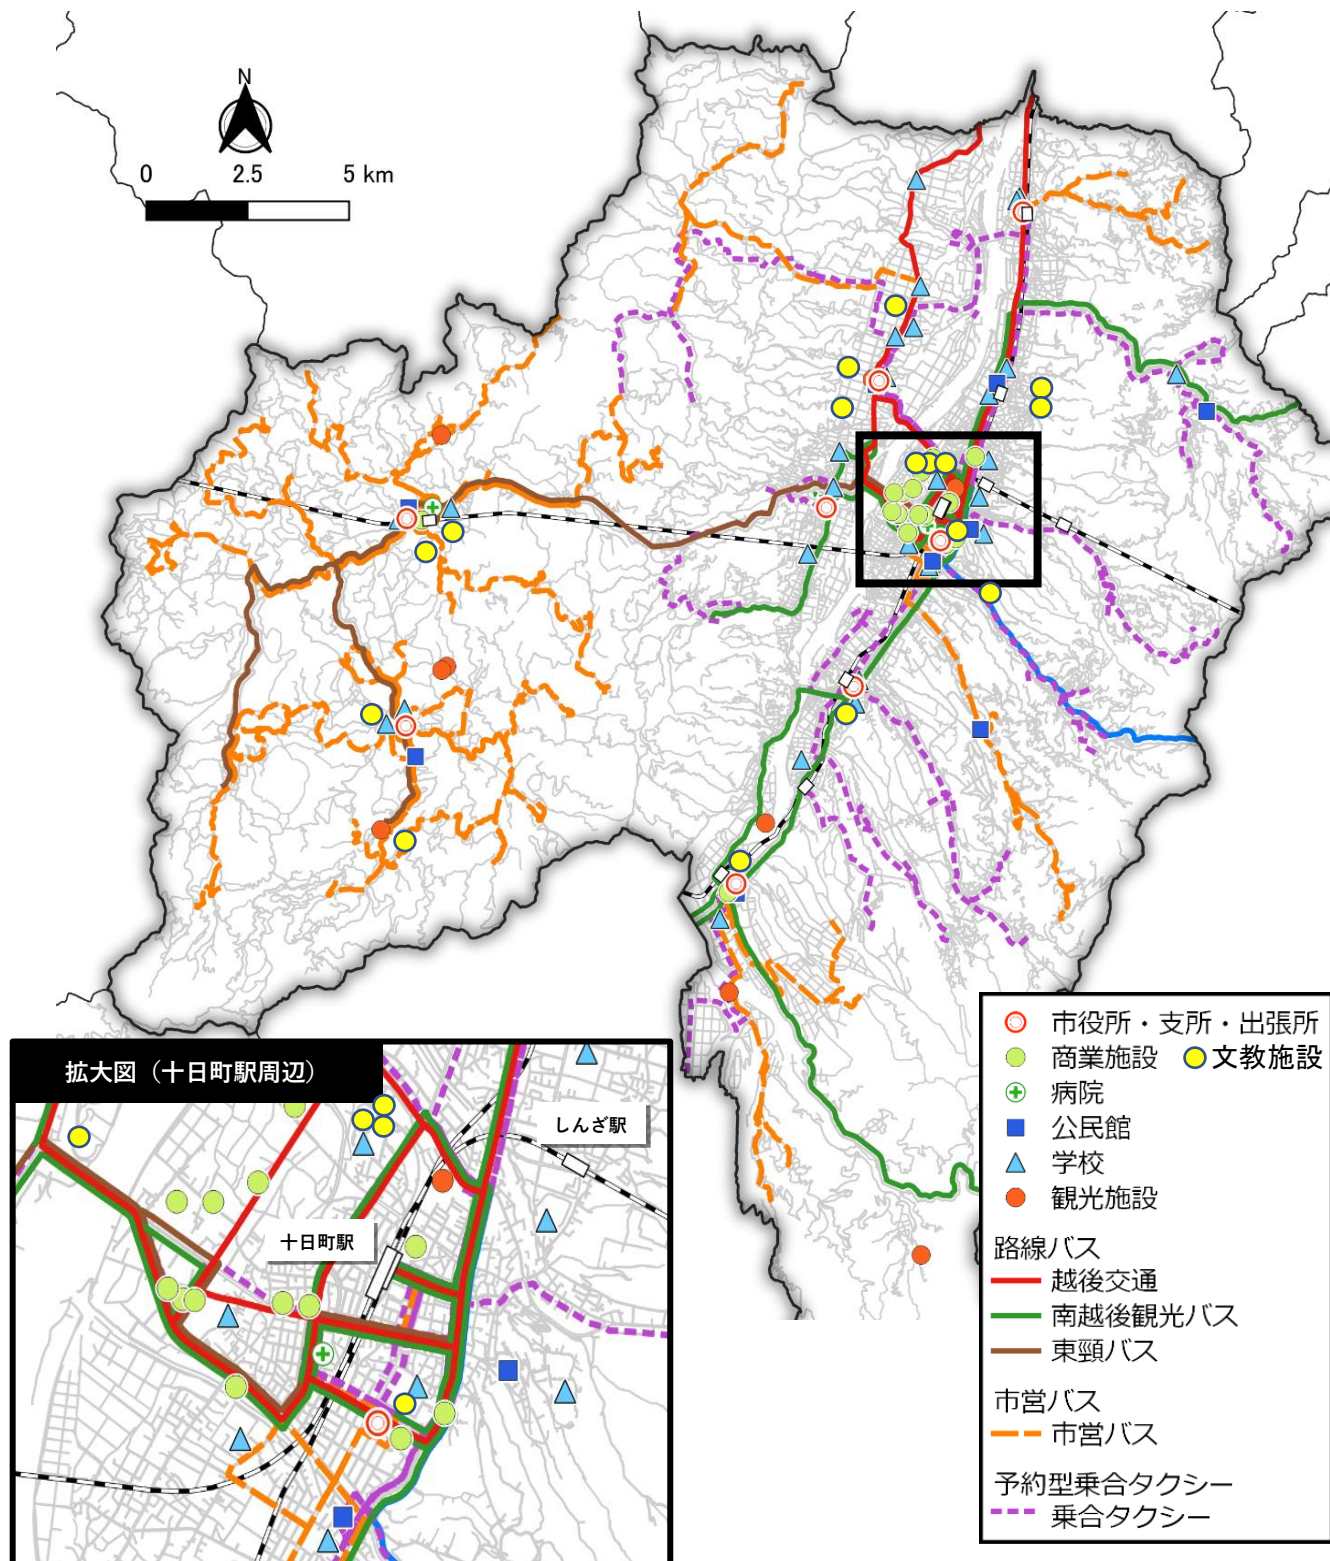 N
0 2.5 5 km
市役所・支所・出張所
商業施設 文教施設
病院
公民館
学校
観光施設
路線バス
越後交通
南越後観光バス
東頸バス
市営バス
市営バス
予約型乗合タクシー
乗合タクシー
拡大図（十日町駅周辺）
しんざ駅
十日町駅